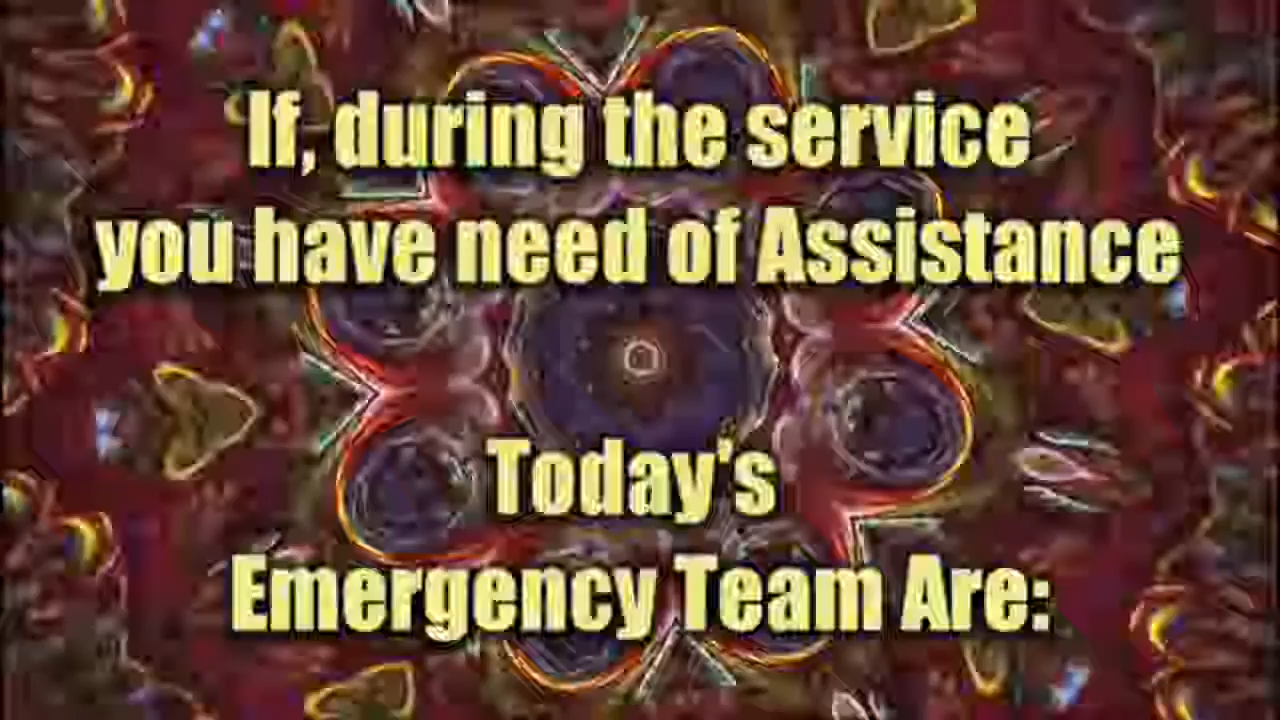 If, during the service
you have need of Assistance
Today's
Emergency Team Are: